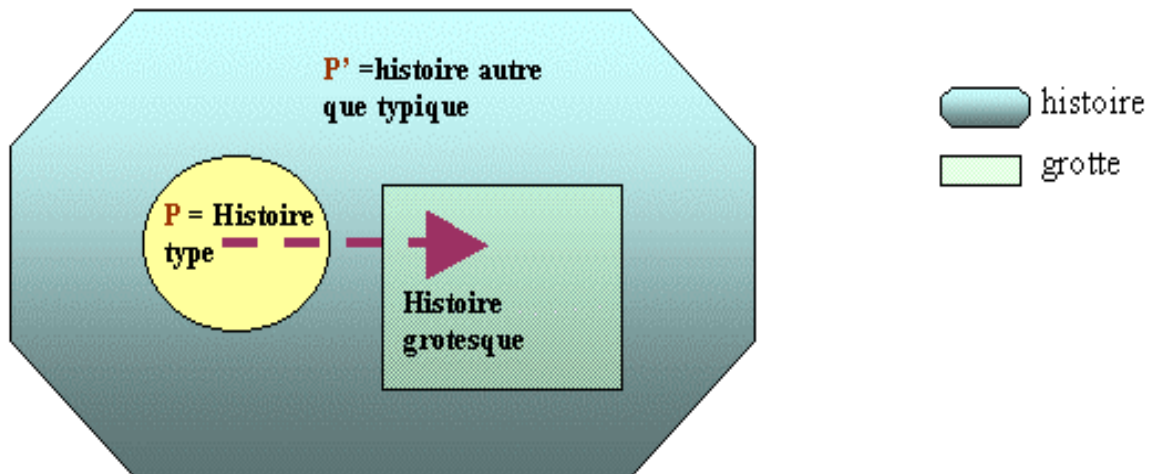 P’ =histoire autre
que typique
P = Histoire
type
Histoire
grotesque
histoire
grotte